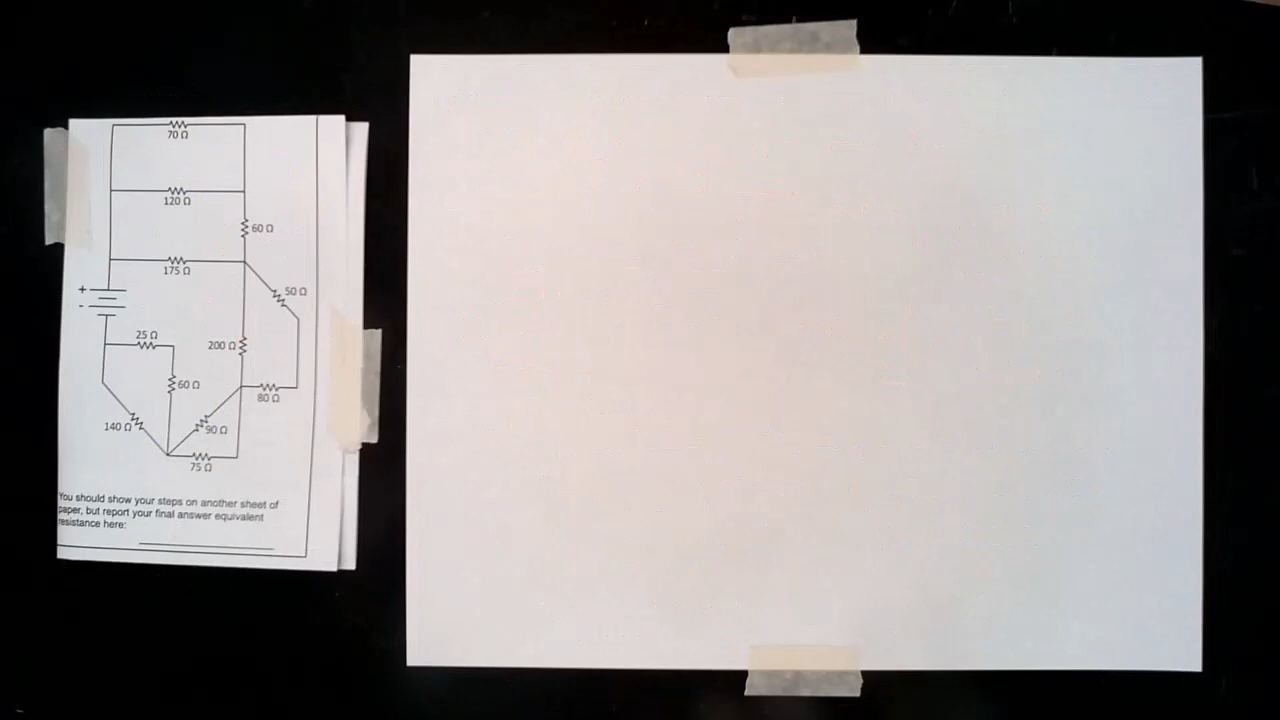 70 Ω
120 Ω
60 Ω
175 Ω
50 Ω
+
-
25 Ω
200 Ω
60 Ω
80 Ω
140 Ω
90 Ω
75 Ω
You should show your steps on another sheet of
paper, but report your final answer equivalent
resistance here: